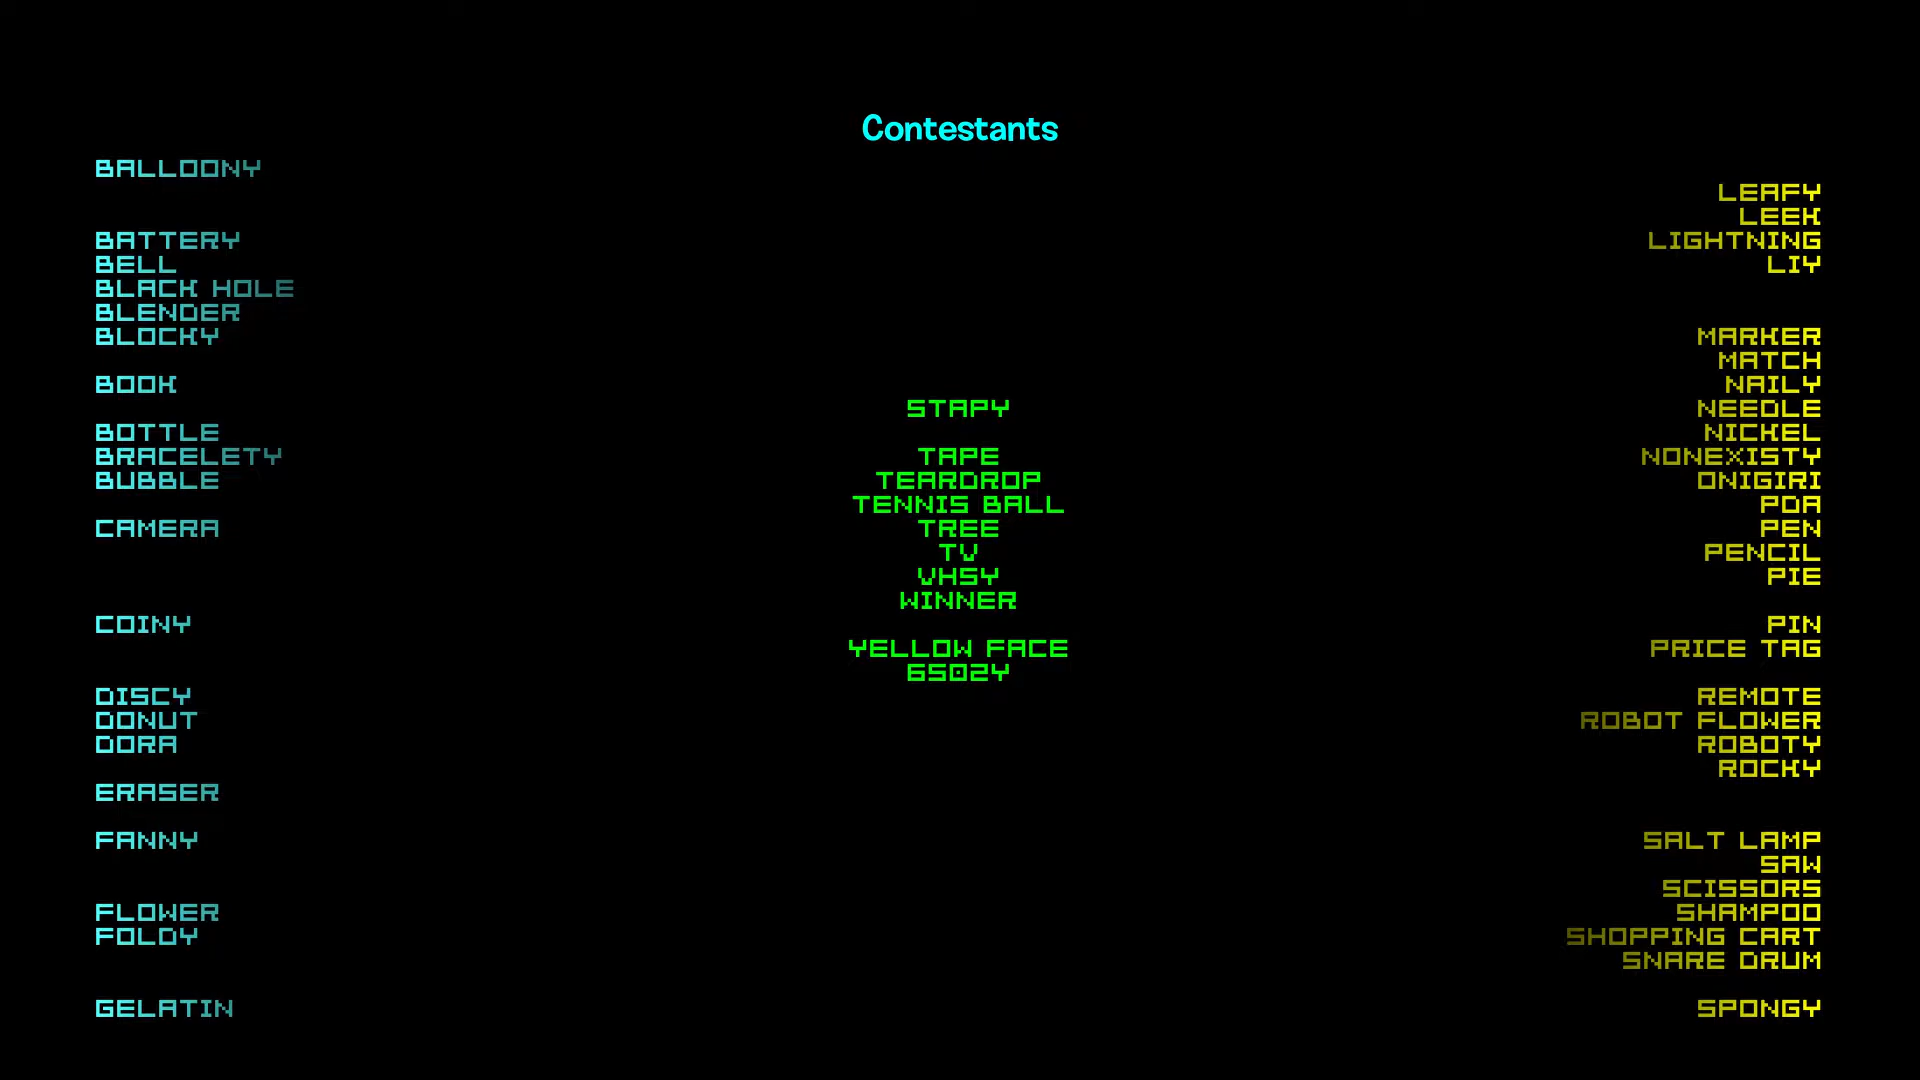 Contestants
BALLOONY
BATTERY
BELL
BLACK HOLE
BLENDER
BLOCKY
BOOK
BOTTLE
BRACELETY
BUBBLE
CAMERA
COINY
DISCY
DONUT
DORA
ERASER
FANNY
FLOWER
FOLDY
GELATIN
STAPY
TAPE
TEARDROP
TENNIS BALL
TREE
TV
VHSY
WINNER
YELLOW FACE
6502Y
LEAFY
LEEK
LIGHTNING
LIY
MARKER
MATCH
NAILY
NEEDLE
NICKEL
NONEXISTY
ONIGIRI
PDA
PEN
PENCIL
PIE
PIN
PRICE TAG
REMOTE
ROBOT FLOWER
ROBOTY
ROCKY
SALT LAMP
SAW
SCISSORS
SHAMPOO
SHOPPING CART
SNARE DRUM
SPONGY